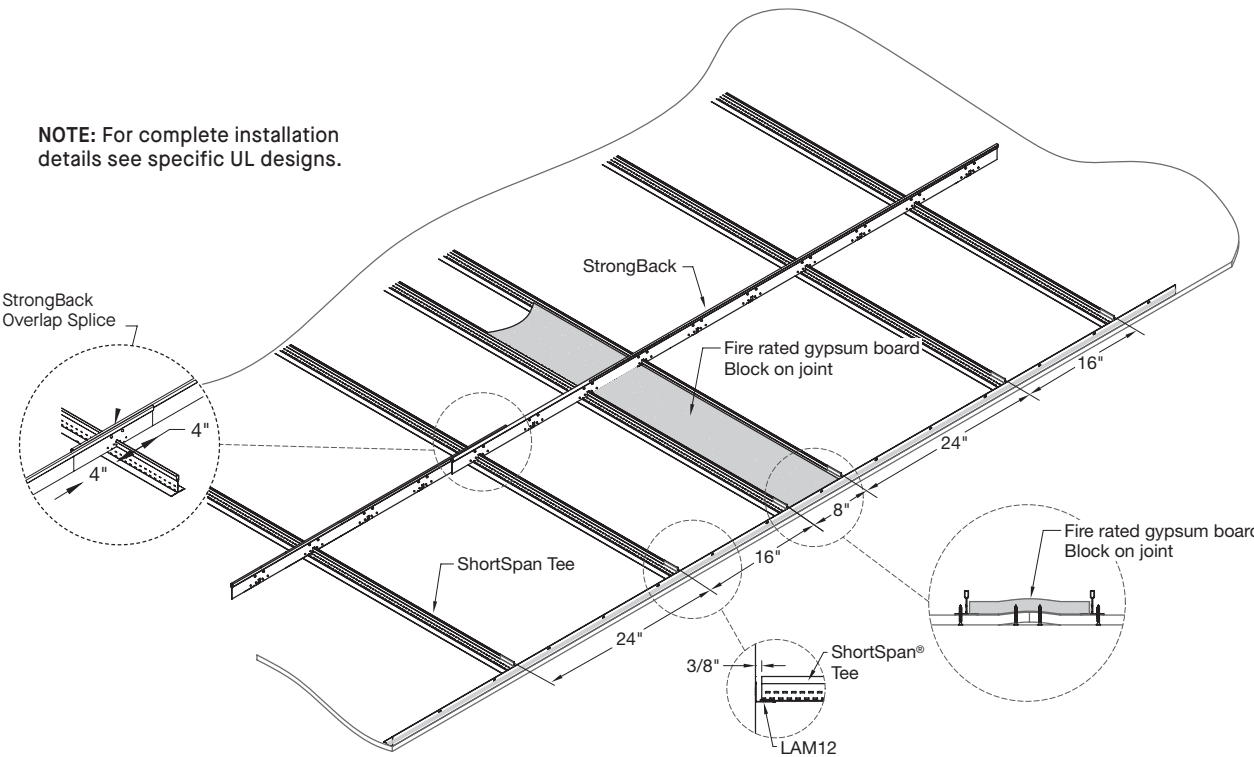 NOTE: For complete installation
details see specific UL designs.
StrongBack
StrongBack
Overlap Splice
Fire rated gypsum board
Block on joint
16"
4"
4"
24"
8"
Fire rated gypsum board
Block on joint
16"
ShortSpan Tee
24"
3/8"
ShortSpan®
Tee
LAM12